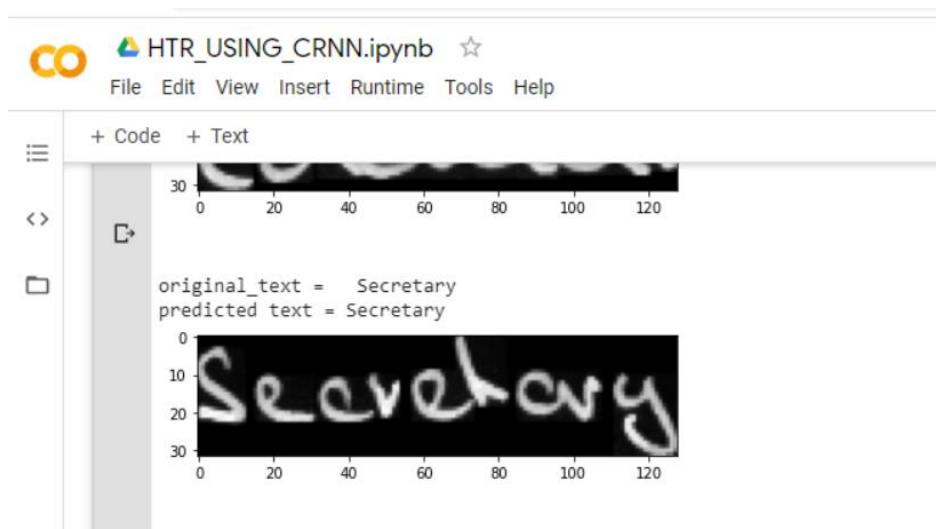 CO HTR_USING_CRNN.ipynb
File Edit View Insert Runtime Tools Help
+ Code + Text
30
0 20 40 60 80 100 120
original_text = Secretary
predicted text = Secretary
0
10
20
30
Secretary
0 20 40 60 80 100 120